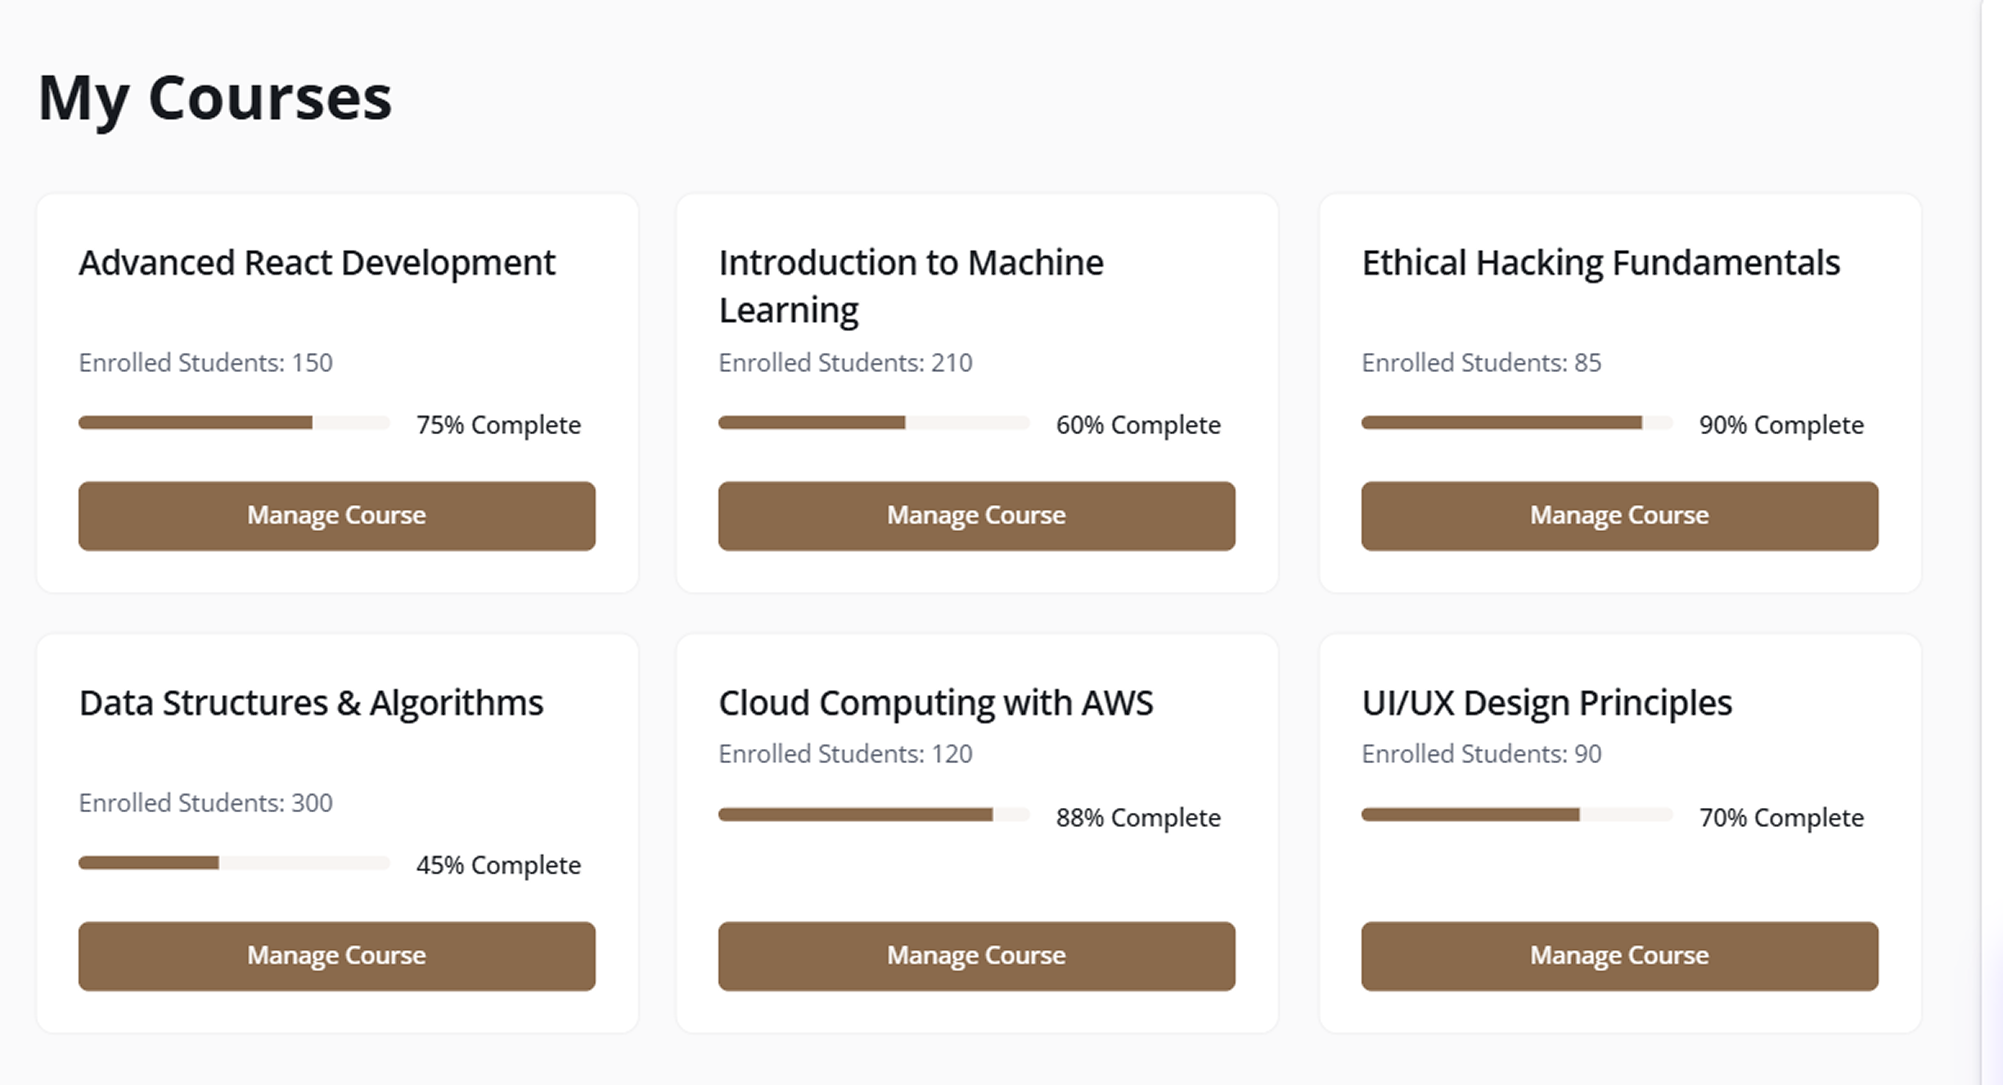 My Courses
Advanced React Development
Enrolled Students: 150
75% Complete
Manage Course
Introduction to Machine
Learning
Enrolled Students: 210
60% Complete
Manage Course
Ethical Hacking Fundamentals
Enrolled Students: 85
90% Complete
Manage Course
Data Structures & Algorithms
Enrolled Students: 300
45% Complete
Manage Course
Cloud Computing with AWS
Enrolled Students: 120
88% Complete
Manage Course
UI/UX Design Principles
Enrolled Students: 90
70% Complete
Manage Course